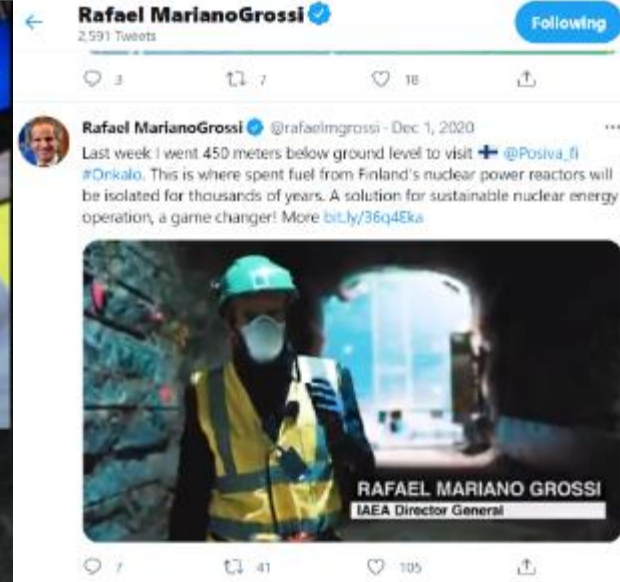 Rafael MarianoGrossi
2,591 Tweets
Following
3 7 18
Rafael MarianoGrossi @rafaelmgrossi · Dec 1, 2020
Last week I went 450 meters below ground level to visit 🇫🇮 @Posiva_fi
#Onkalo. This is where spent fuel from Finland's nuclear power reactors will
be isolated for thousands of years. A solution for sustainable nuclear energy
operation, a game changer! More bit.ly/36q4Eka
RAFAEL MARIANO GROSSI
IAEA Director General
7 41 105